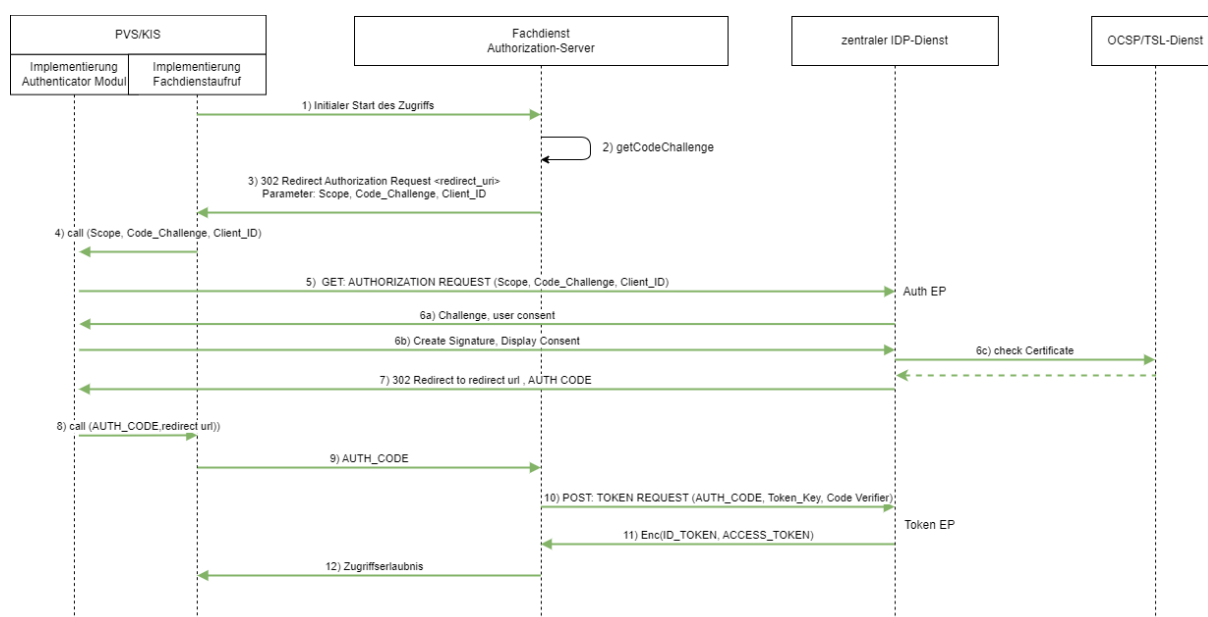 PVS/KIS
Fachdienst
Authorization-Server
zentraler IDP-Dienst
OCSP/TSL-Dienst
Implementierung
Authenticator Modul
Implementierung
Fachdienstaufruf
1) Initialer Start des Zugriffs
2) getCodeChallenge
3) 302 Redirect Authorization Request <redirect_uri>
Parameter: Scope, Code_Challenge, Client_ID
4) call (Scope, Code_Challenge, Client_ID)
5) GET: AUTHORIZATION REQUEST (Scope, Code_Challenge, Client_ID)
Auth EP
6a) Challenge, user consent
6b) Create Signature, Display Consent
6c) check Certificate
7) 302 Redirect to redirect url , AUTH CODE
8) call (AUTH_CODE,redirect url))
9) AUTH_CODE
10) POST: TOKEN REQUEST (AUTH_CODE, Token_Key, Code Verifier)
Token EP
11) Enc(ID_TOKEN, ACCESS_TOKEN)
12) Zugriffserlaubnis